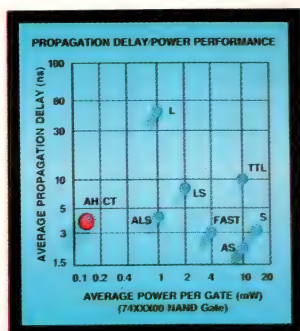 PROPAGATION DELAY/POWER PERFORMANCE
AVERAGE PROPAGATION DELAY (ns)
100
60
30
10
5
3
1.5
L
TTL
LS
AHCT
ALS
FAST
S
AS
0.1 0.2 0.4 1 2 4 10 20
AVERAGE POWER PER GATE (mW)
(74XXX00 NAND Gate)